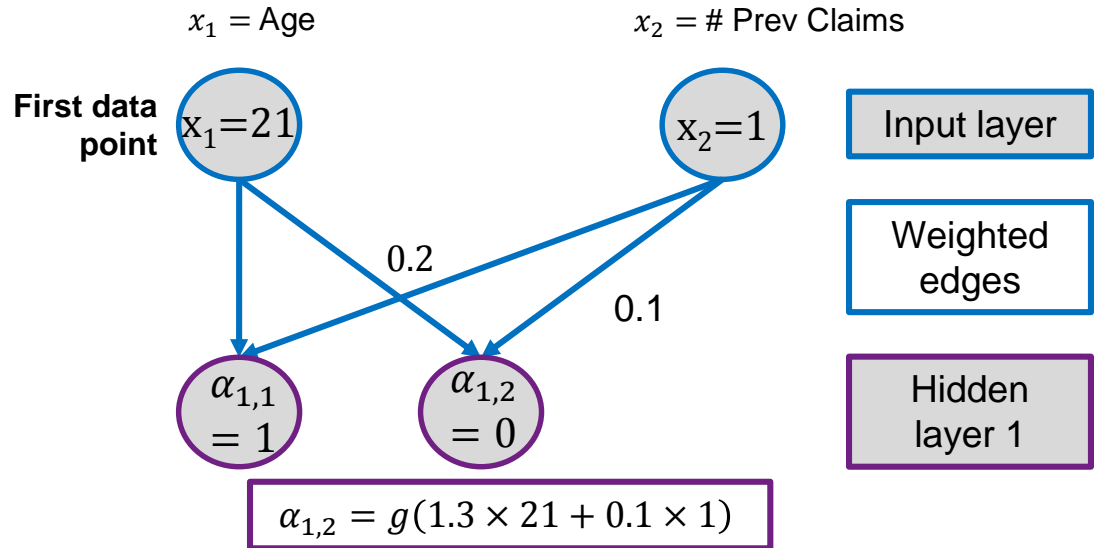 x₁ = Age
x₂ = # Prev Claims
First data
point
x₁=21
x₂=1
Input layer
0.2
0.1
Weighted
edges
α₁,₁
= 1
α₁,₂
= 0
Hidden
layer 1
α₁,₂ = g(1.3 × 21 + 0.1 × 1)